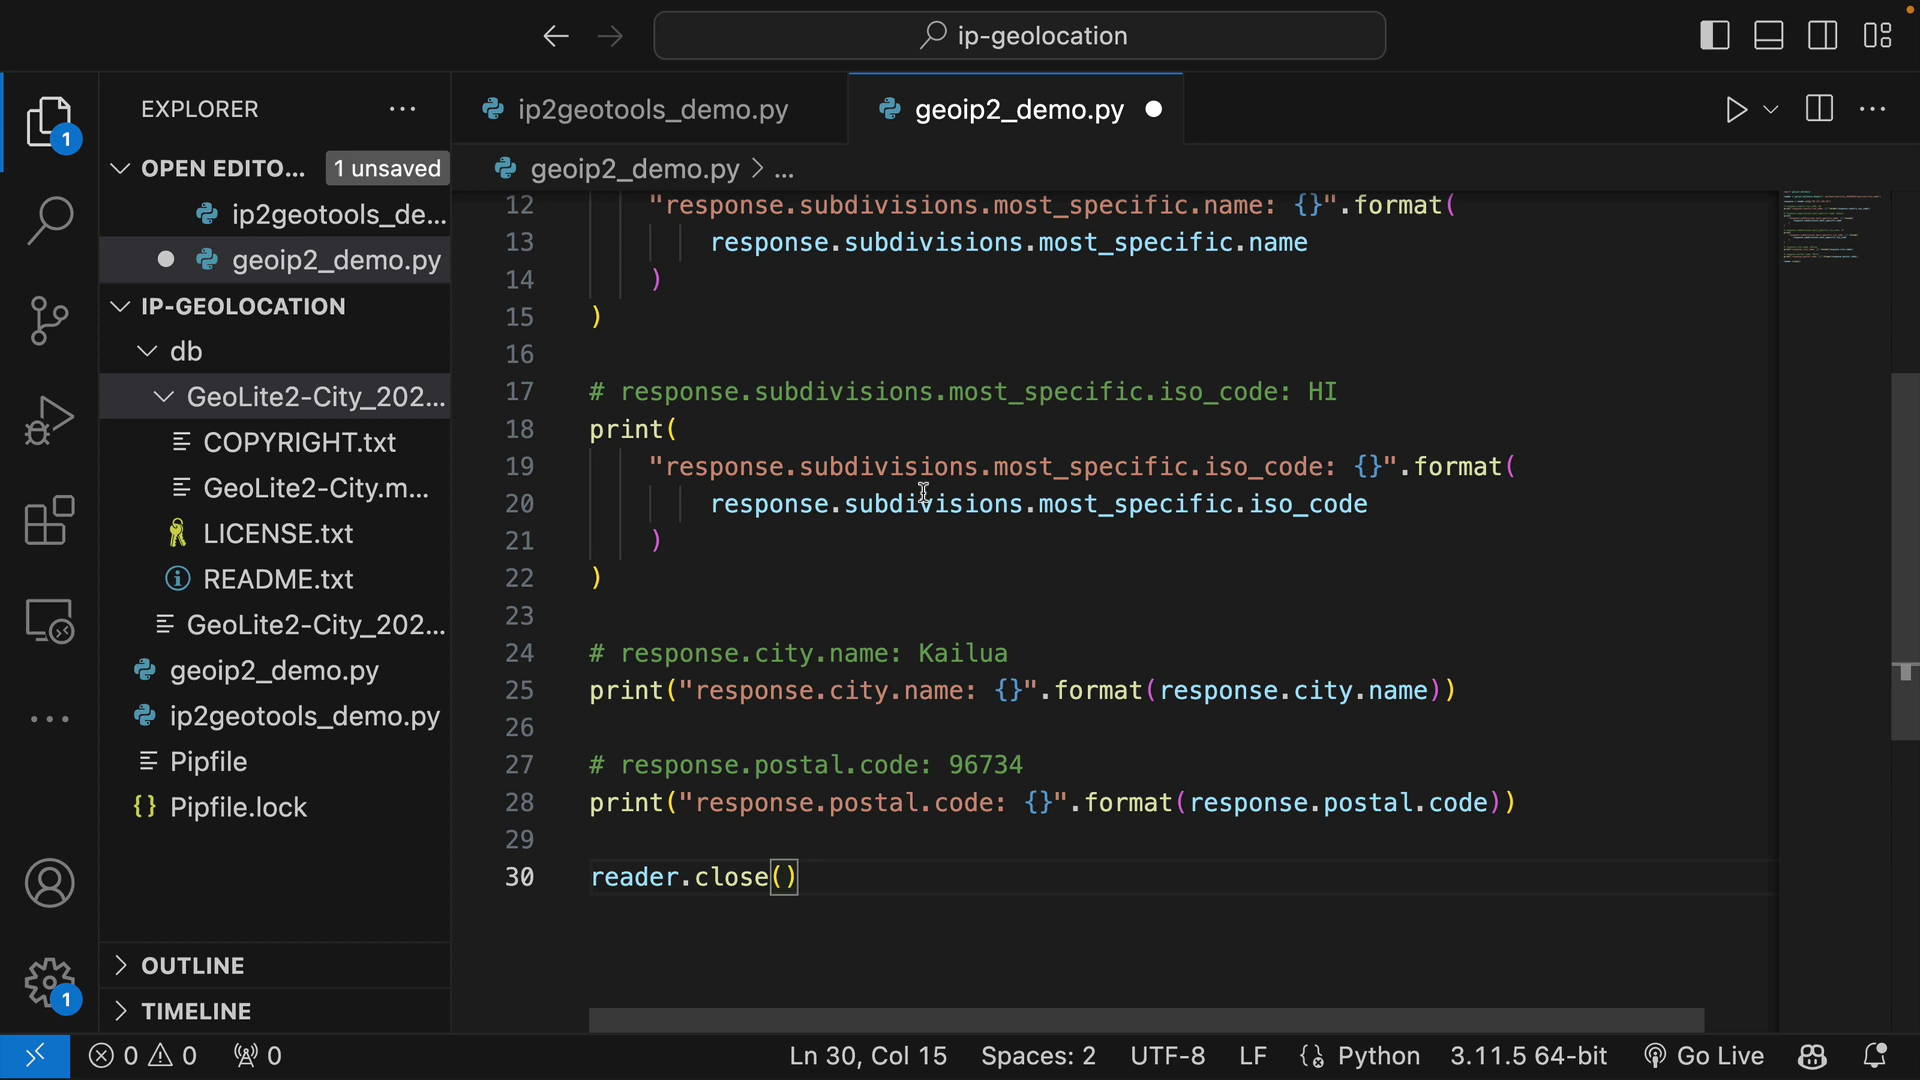 ip-geolocation
EXPLORER
OPEN EDITO... 1 unsaved
ip2geotools_de...
geoip2_demo.py
IP-GEOLOCATION
db
GeoLite2-City_202...
COPYRIGHT.txt
GeoLite2-City.m...
LICENSE.txt
README.txt
GeoLite2-City_202...
geoip2_demo.py
ip2geotools_demo.py
Pipfile
{} Pipfile.lock
OUTLINE
TIMELINE
1
1
ip2geotools_demo.py
geoip2_demo.py
geoip2_demo.py > ...
12 "response.subdivisions.most_specific.name: {}".format(
13 response.subdivisions.most_specific.name
14 )
15 )
16
17 # response.subdivisions.most_specific.iso_code: HI
18 print(
19 "response.subdivisions.most_specific.iso_code: {}".format(
20 response.subdivisions.most_specific.iso_code
21 )
22 )
23
24 # response.city.name: Kailua
25 print("response.city.name: {}".format(response.city.name))
26
27 # response.postal.code: 96734
28 print("response.postal.code: {}".format(response.postal.code))
29
30 reader.close()
0 0 0 Ln 30, Col 15 Spaces: 2 UTF-8 LF Python 3.11.5 64-bit Go Live